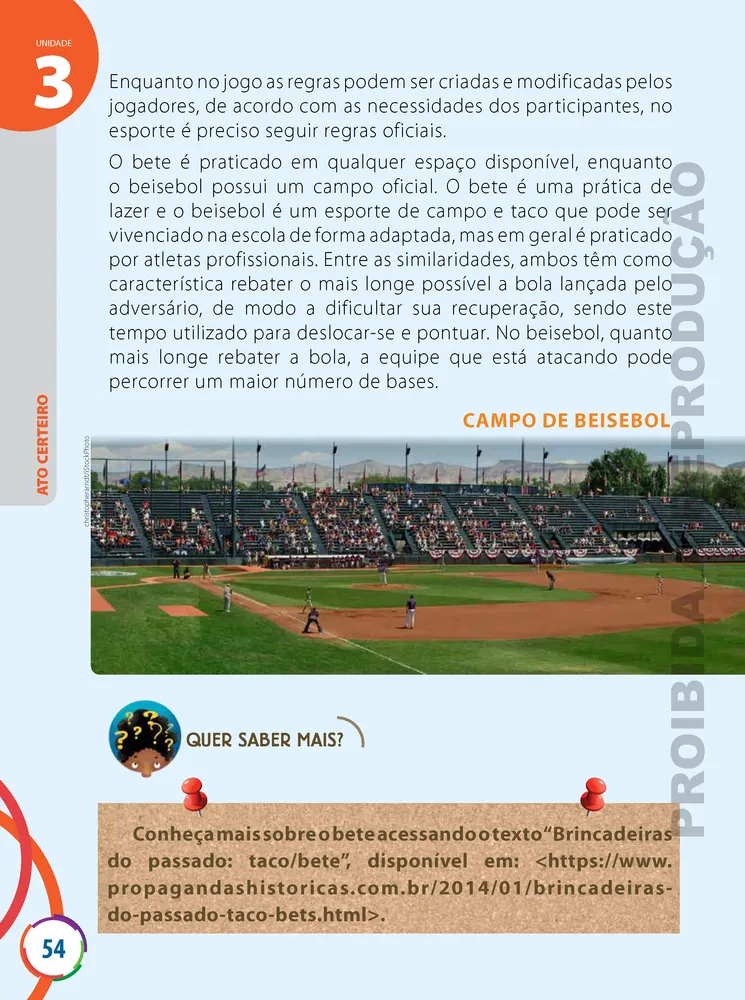 UNIDADE
3
Enquanto no jogo as regras podem ser criadas e modificadas pelos
jogadores, de acordo com as necessidades dos participantes, no
esporte é preciso seguir regras oficiais.
O bete é praticado em qualquer espaço disponível, enquanto
o beisebol possui um campo oficial. O bete é uma prática de
lazer e o beisebol é um esporte de campo e taco que pode ser
vivenciado na escola de forma adaptada, mas em geral é praticado
por atletas profissionais. Entre as similaridades, ambos têm como
característica rebater o mais longe possível a bola lançada pelo
adversário, de modo a dificultar sua recuperação, sendo este
tempo utilizado para deslocar-se e pontuar. No beisebol, quanto
mais longe rebater a bola, a equipe que está atacando pode
percorrer um maior número de bases.
ATO CERTEIRO
CAMPO DE BEISEBOL
christopherarndt/iStockPhoto
QUER SABER MAIS?
Conheça mais sobre o bete acessando o texto “Brincadeiras
do passado: taco/bete”, disponível em: <https://www.
propagandashistoricas.com.br/2014/01/brincadeiras-
do-passado-taco-bets.html>.
54
PROIBIDA REPRODUÇÃO